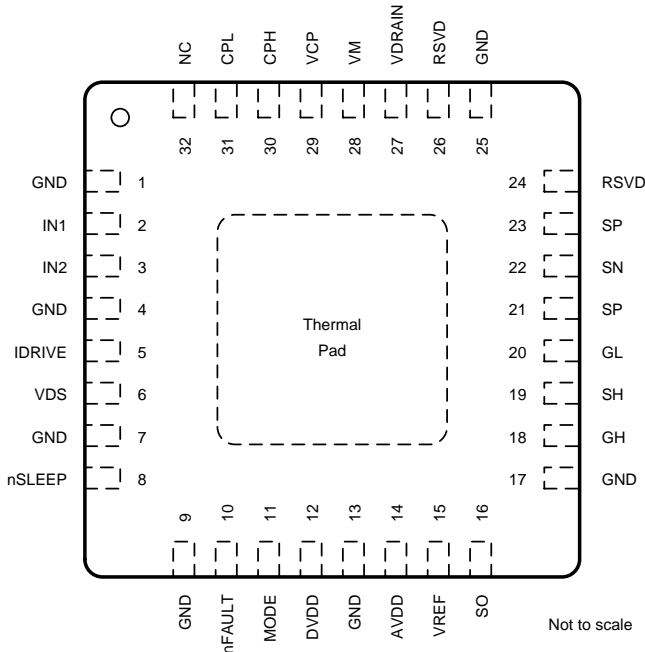 NC
CPL
CPH
VCP
VM
VDRAIN
RSVD
GND
32
31
30
29
28
27
26
25
GND 1
IN1 2
IN2 3
GND 4
IDRIVE 5
VDS 6
GND 7
nSLEEP 8
Thermal
Pad
24 RSVD
23 SP
22 SN
21 SP
20 GL
19 SH
18 GH
17 GND
9
10
11
12
13
14
15
16
GND
nFAULT
MODE
DVDD
GND
AVDD
VREF
SO
Not to scale